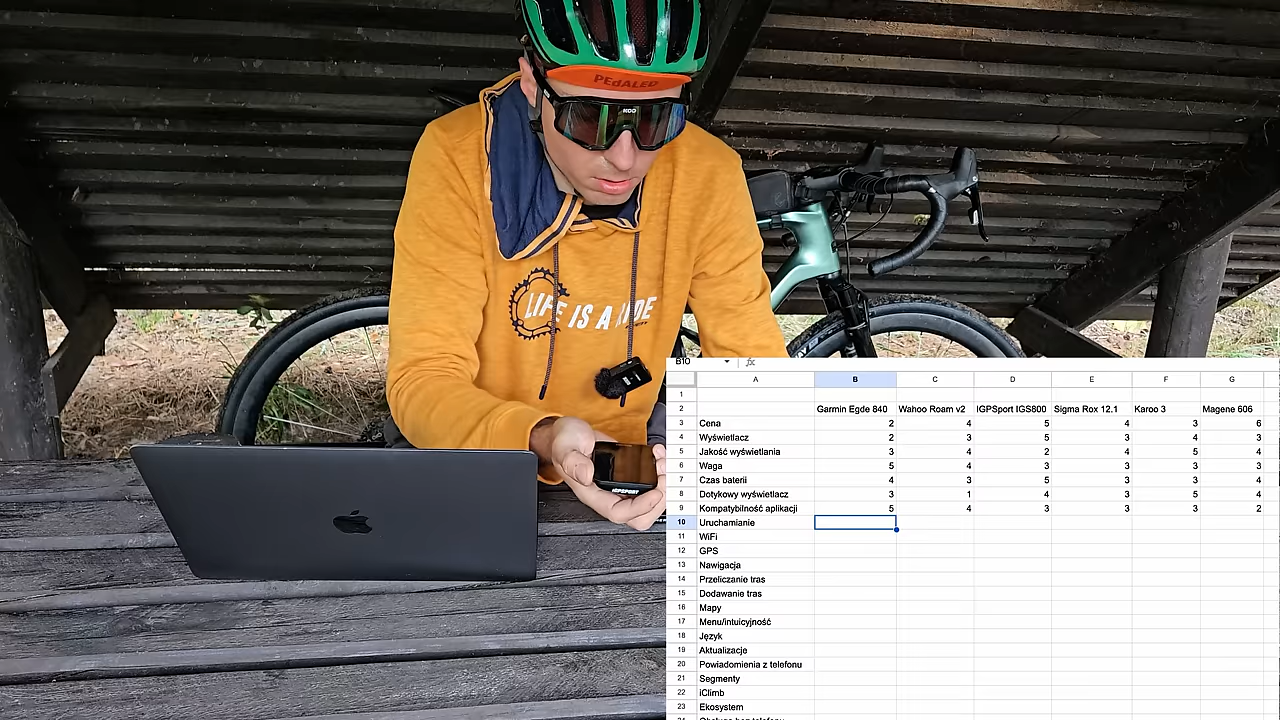 PEdALED
KOO
LIFE IS A RIDE
iGPSPORT
B10 fx
A B C D E F G
1
2 Garmin Egde 840 Wahoo Roam v2 IGPSport IGS800 Sigma Rox 12.1 Karoo 3 Magene 606
3 Cena 2 4 5 4 3 6
4 Wyświetlacz 2 3 5 3 4 3
5 Jakość wyświetlania 3 4 2 4 5 4
6 Waga 5 4 3 3 3 3
7 Czas baterii 4 3 5 3 3 4
8 Dotykowy wyświetlacz 3 1 4 3 5 4
9 Kompatybilność aplikacji 5 4 3 3 3 2
10 Uruchamianie
11 WiFi
12 GPS
13 Nawigacja
14 Przeliczanie tras
15 Dodawanie tras
16 Mapy
17 Menu/intuicyjność
18 Język
19 Aktualizacje
20 Powiadomienia z telefonu
21 Segmenty
22 iClimb
23 Ekosystem